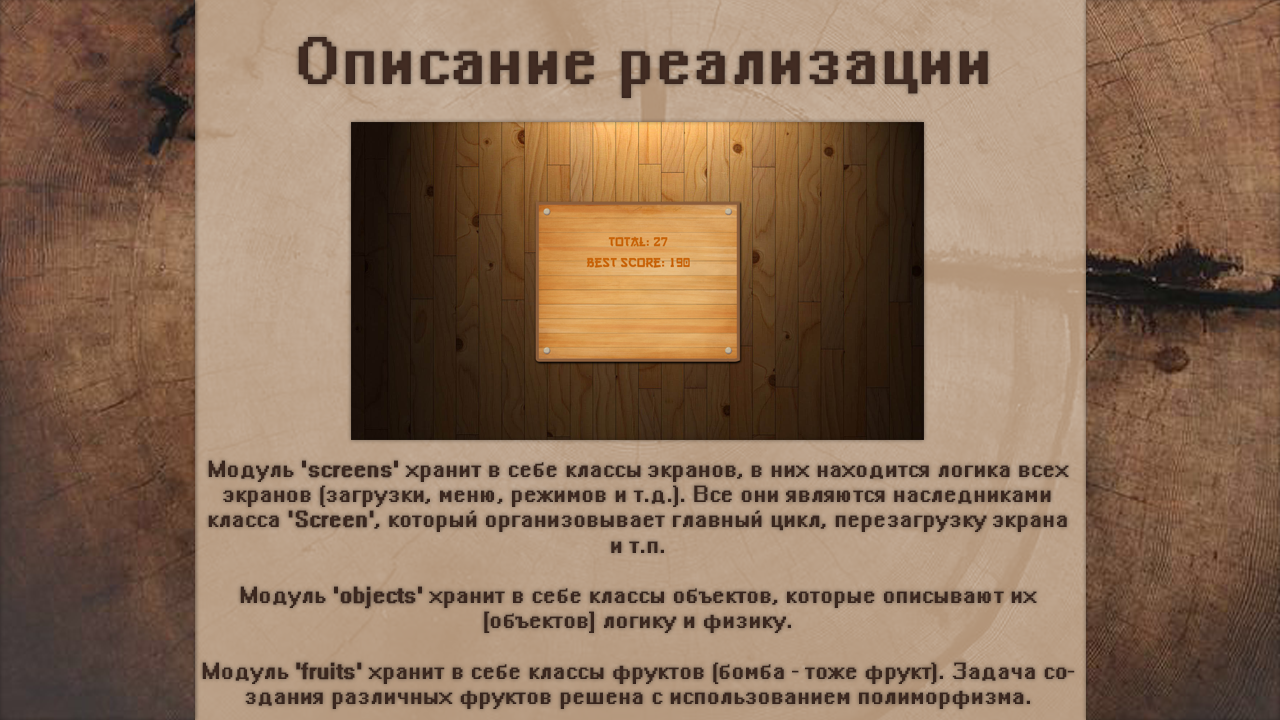 Описание реализации
TOTAL: 27
BEST SCORE: 190
Модуль 'screens' хранит в себе классы экранов, в них находится логика всех
экранов (загрузки, меню, режимов и т.д.). Все они являются наследниками
класса 'Screen', который организовывает главный цикл, перезагрузку экрана
и т.п.
Модуль 'objects' хранит в себе классы объектов, которые описывают их
[объектов] логику и физику.
Модуль 'fruits' хранит в себе классы фруктов (бомба - тоже фрукт). Задача со-
здания различных фруктов решена с использованием полиморфизма.